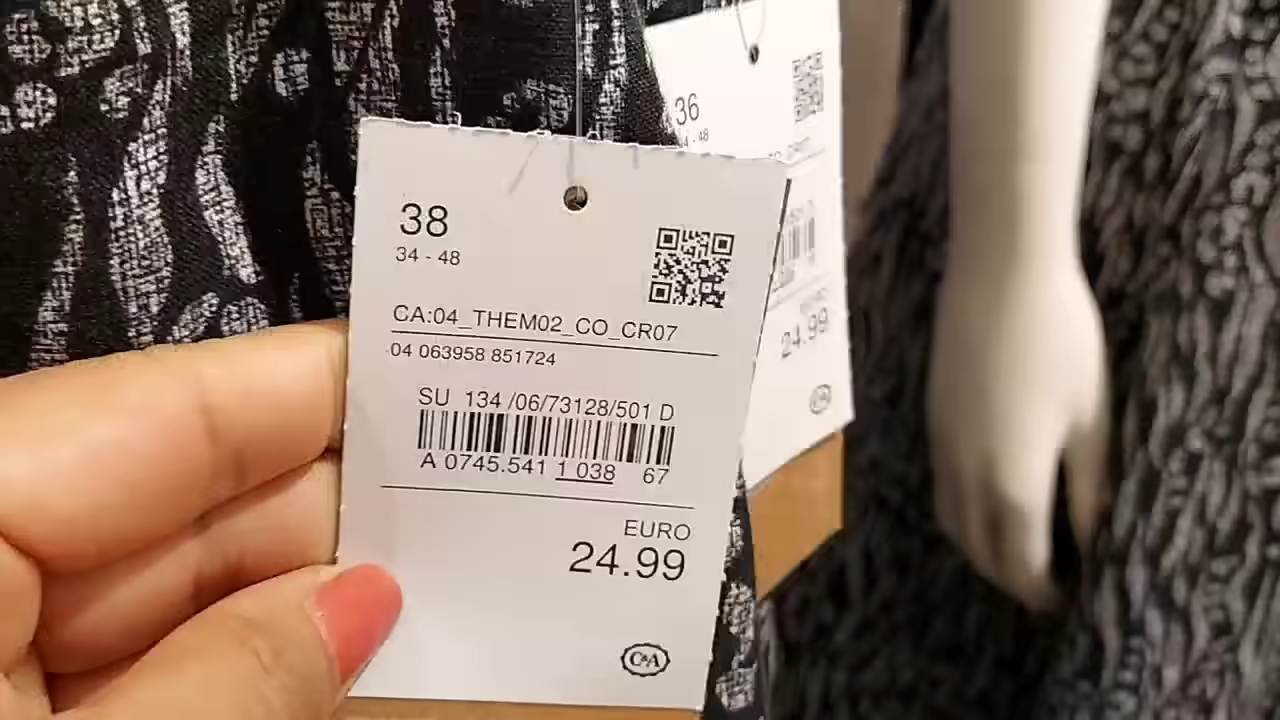 38
34 - 48
CA:04_THEM02_CO_CR07
04 063958 851724
SU 134 /06/73128/501 D
A 0745.541 1 038 67
EURO
24.99
C&A
36
24.99
C&A